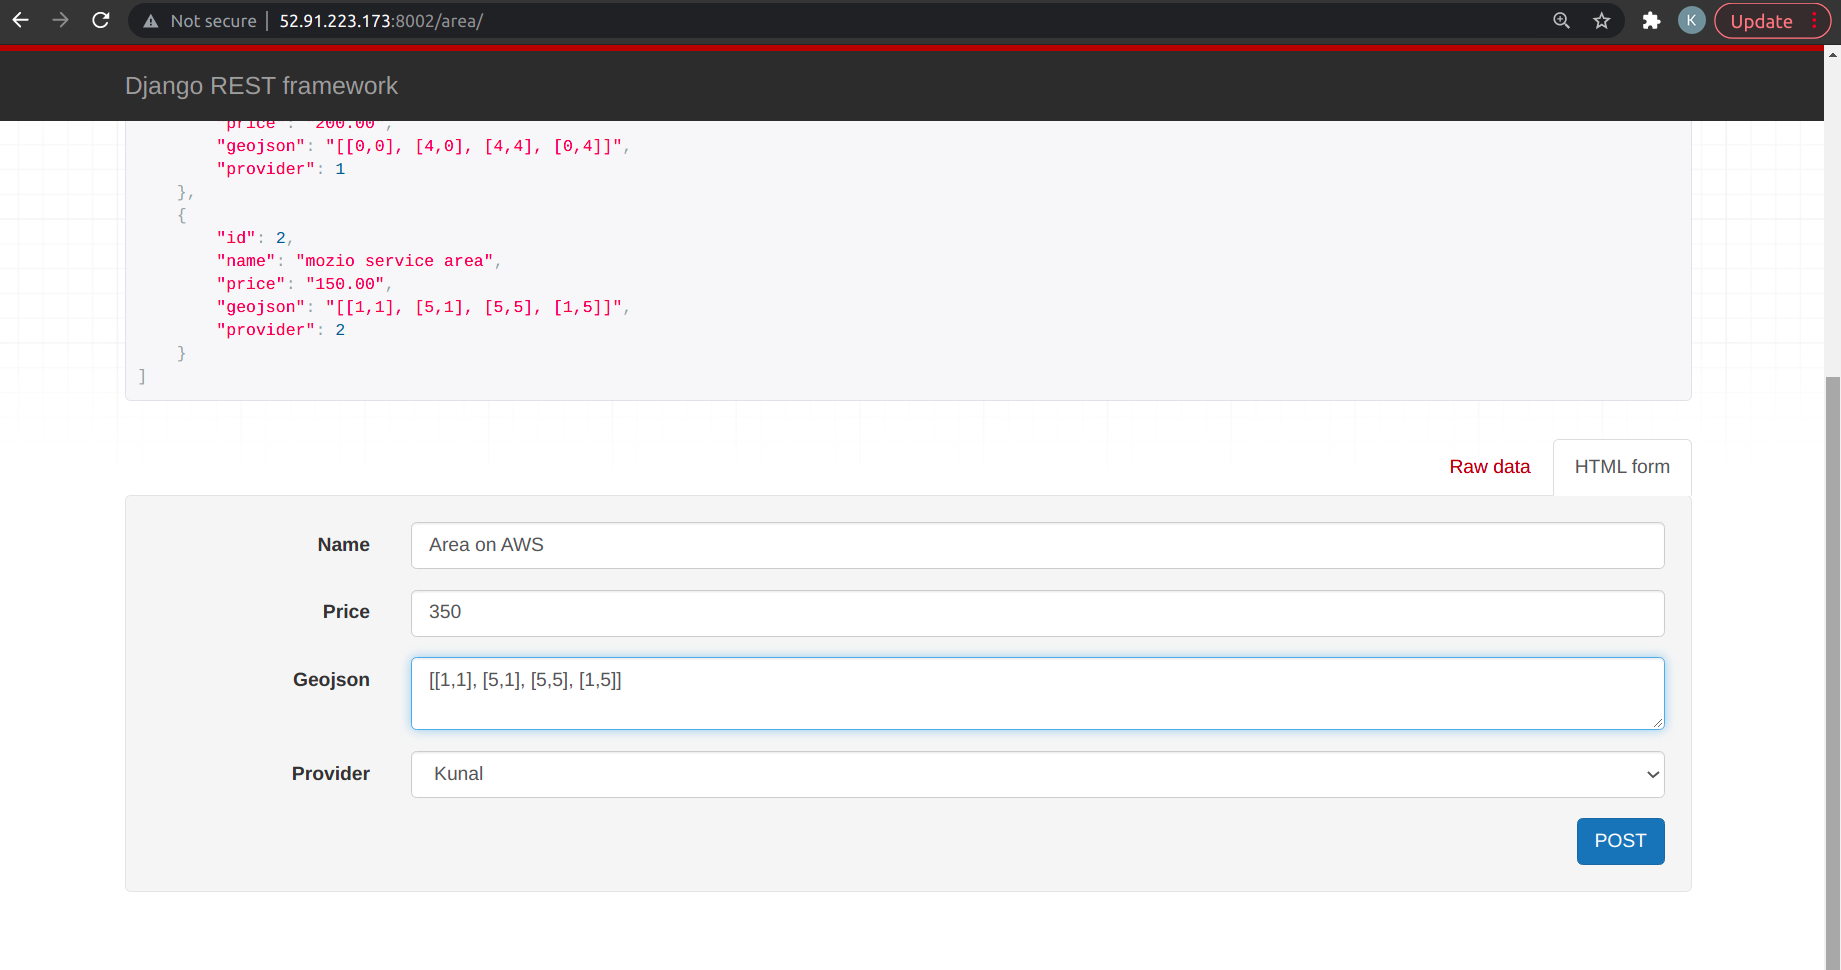 Not secure | 52.91.223.173:8002/area/
K
Update
Django REST framework
"price": "200.00",
"geojson": "[[0,0], [4,0], [4,4], [0,4]]",
"provider": 1
},
{
"id": 2,
"name": "mozio service area",
"price": "150.00",
"geojson": "[[1,1], [5,1], [5,5], [1,5]]",
"provider": 2
}
]
Raw data
HTML form
Name
Area on AWS
Price
350
Geojson
[[1,1], [5,1], [5,5], [1,5]]
Provider
Kunal
POST